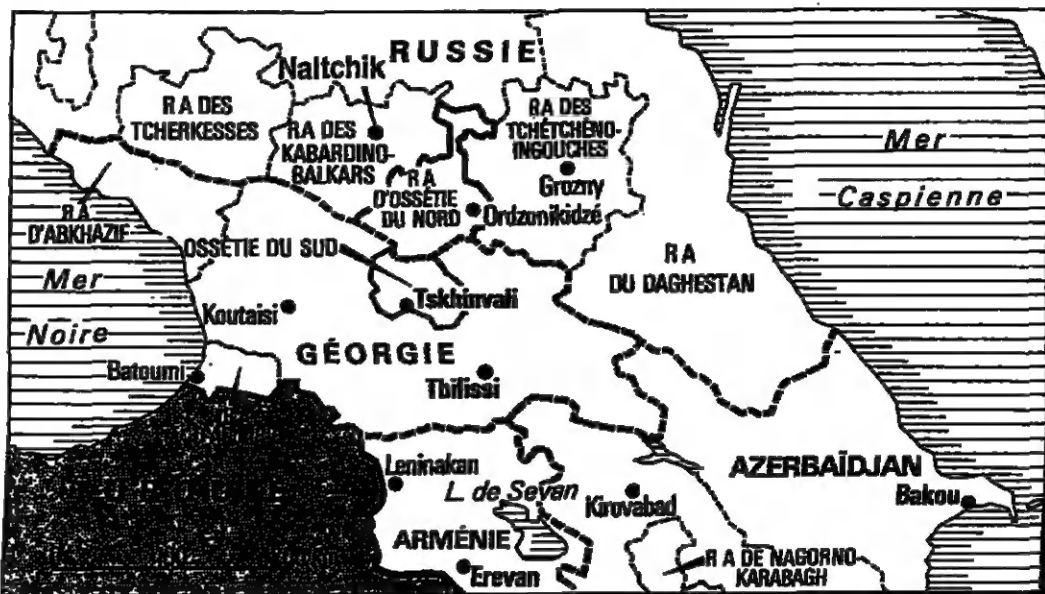 RUSSIE
Naltchik
R A DES
TCHERKESSES
R A DES
KABARDINO-
BALKARS
R A DES
TCHÉTCHÉNO-
INGOUCHES
Grozny
R A
D'OSSÉTIE
DU NORD
Ordzonikidzé
Mer
Caspienne
R A
D'ABKHAZIE
OSSÉTIE DU SUD
R A
DU DAGHESTAN
Mer
Noire
Koutaisi
Tskhinvali
GÉORGIE
Batoumi
Tbilissi
Leninakan
L. de Sevan
Kirovabad
AZERBAÏDJAN
Bakou
ARMÉNIE
Erevan
R A DE NAGORNO
KARABAGH